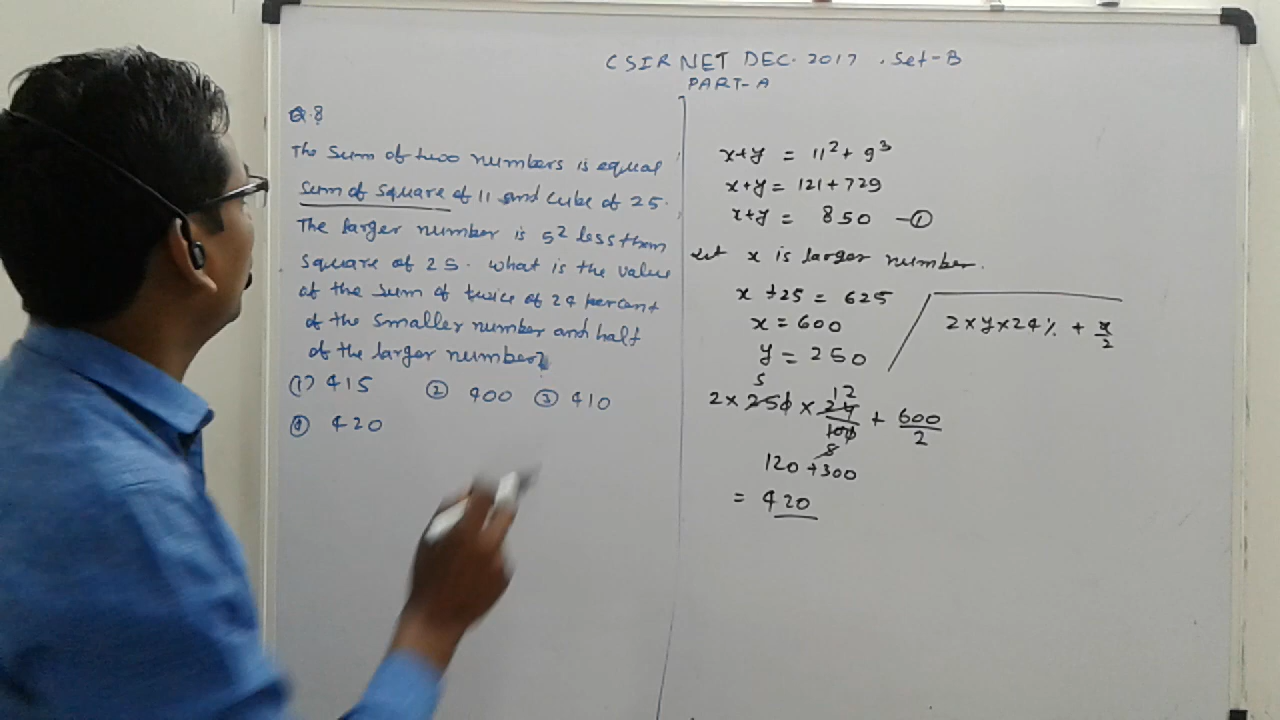 CSIR NET DEC. 2017 . Set-B
PART-A
Q.8
The Sum of two numbers is equal
Sum of square of 11 and cube of 25.
The larger number is 5² less than
square of 25. What is the value
of the sum of twice of 24 percent
of the smaller number and half
of the larger number?
(1) 415 (2) 400 (3) 410
(4) 420
x+y = 11² + 9³
x+y = 121+729
x+y = 850 —(1)
Let x is larger number.
x +25 = 625
x = 600
y = 250
2×y×24% + x/2
2 × 250 × 24/100 + 600/2
5 12
5
120 +300
= 420